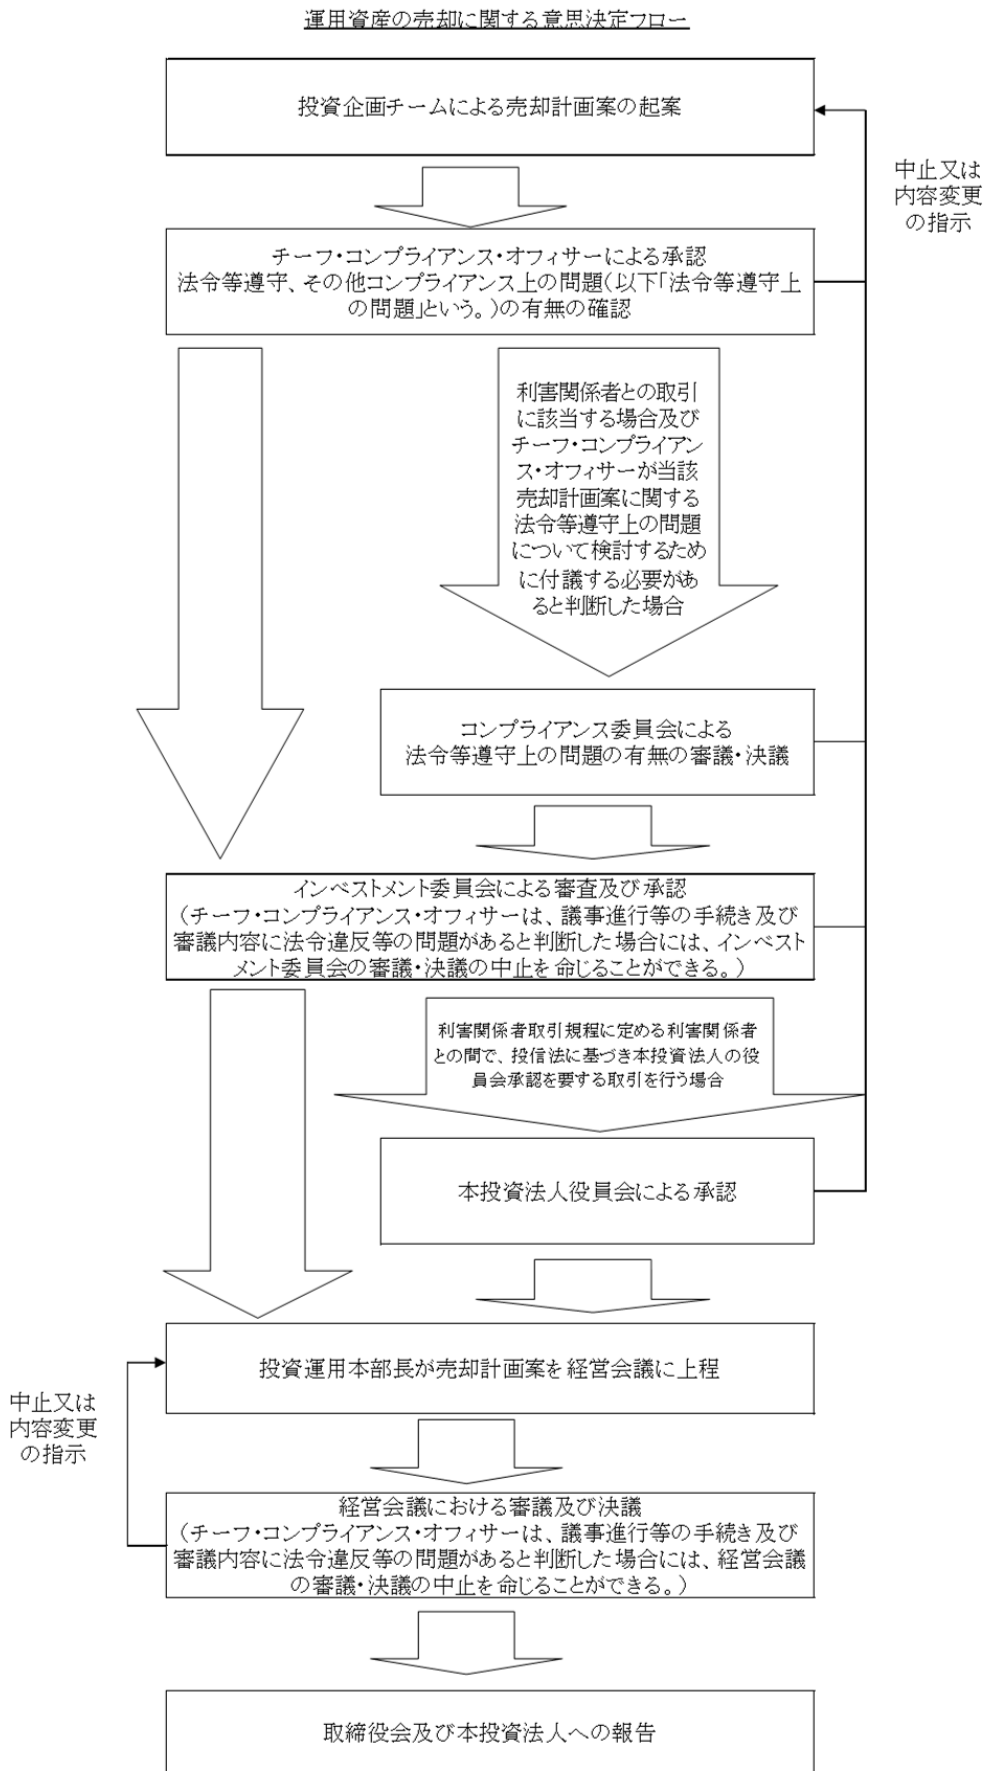 運用資産の売却に関する意思決定フロー
投資企画チームによる売却計画案の起案
中止又は
内容変更
の指示
チーフ・コンプライアンス・オフィサーによる承認
法令等遵守、その他コンプライアンス上の問題(以下「法令等遵守上
の問題」という。)の有無の確認
利害関係者との取引
に該当する場合及び
チーフ・コンプライアン
ス・オフィサーが当該
売却計画案に関する
法令等遵守上の問題
について検討するため
に付議する必要があ
ると判断した場合
コンプライアンス委員会による
法令等遵守上の問題の有無の審議・決議
インベストメント委員会による審査及び承認
(チーフ・コンプライアンス・オフィサーは、議事進行等の手続き及び
審議内容に法令違反等の問題があると判断した場合には、インベスト
メント委員会の審議・決議の中止を命じることができる。)
利害関係者取引規程に定める利害関係者
との間で、投信法に基づき本投資法人の役
員会承認を要する取引を行う場合
本投資法人役員会による承認
投資運用本部長が売却計画案を経営会議に上程
中止又は
内容変更
の指示
経営会議における審議及び決議
(チーフ・コンプライアンス・オフィサーは、議事進行等の手続き及び
審議内容に法令違反等の問題があると判断した場合には、経営会議
の審議・決議の中止を命じることができる。)
取締役会及び本投資法人への報告